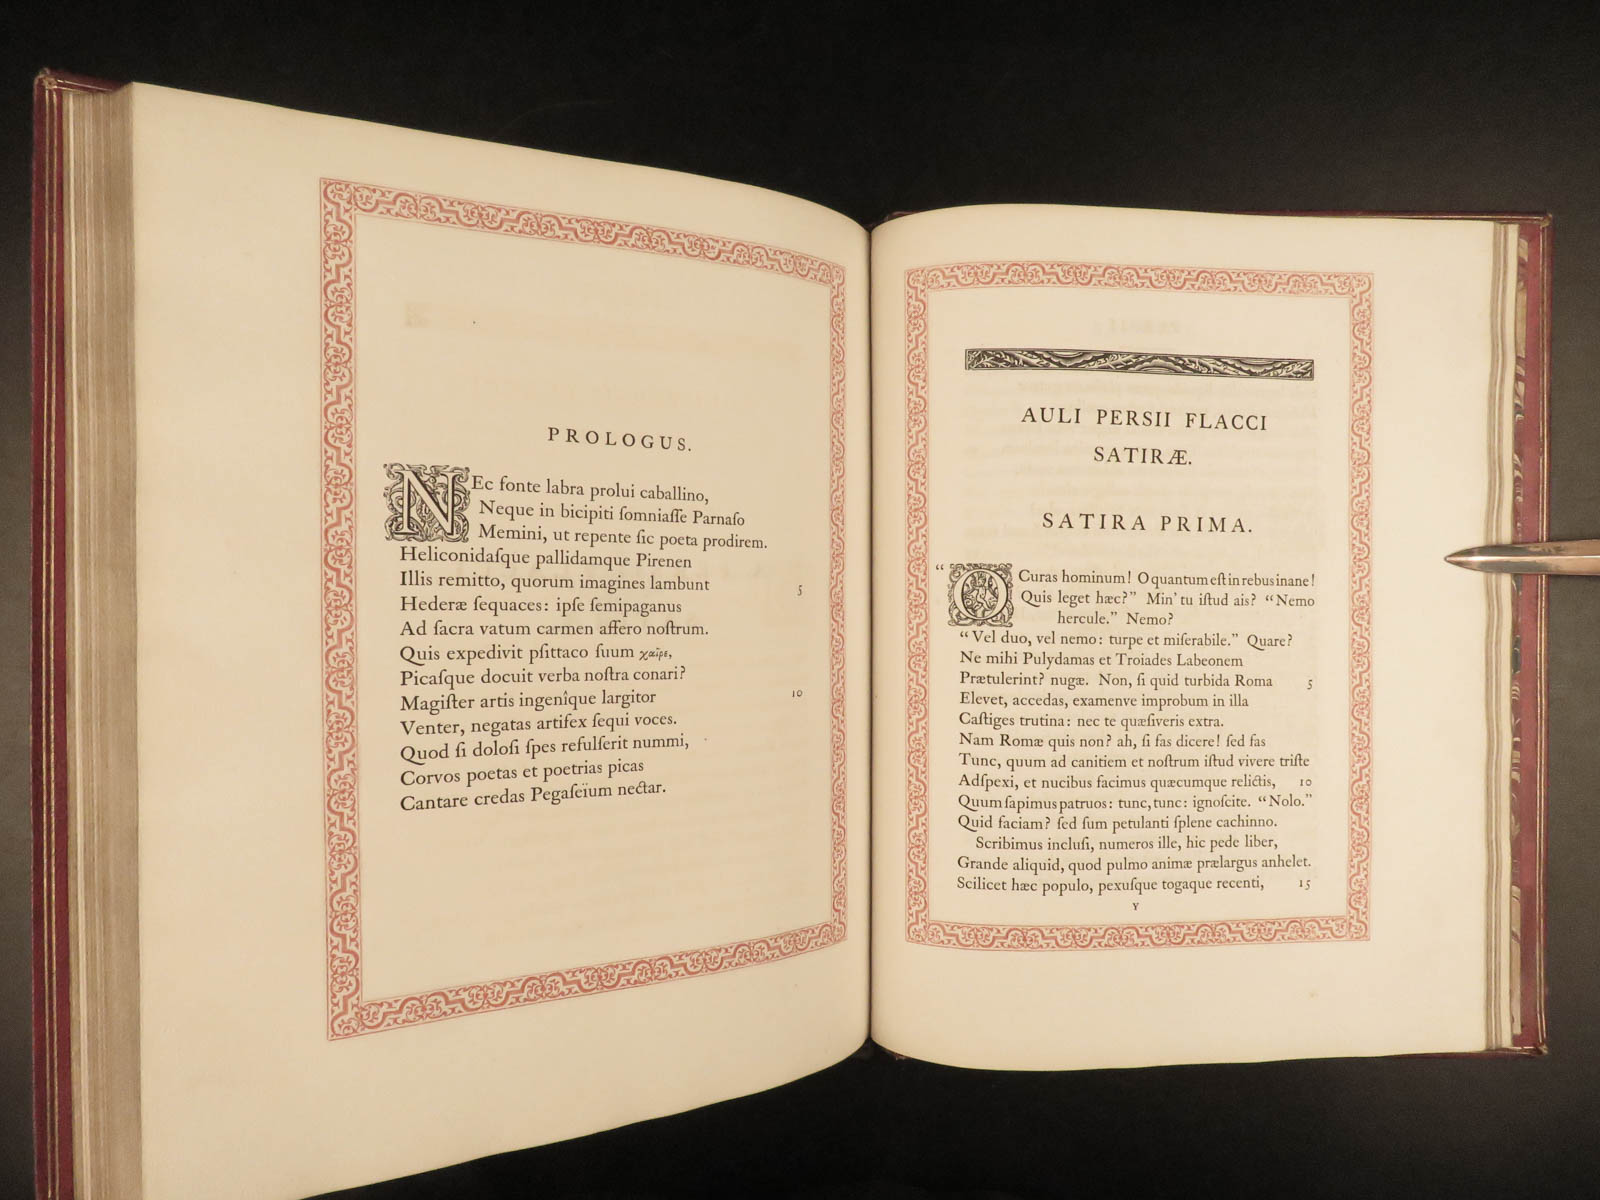 PROLOGUS.
NEc fonte labra prolui caballino,
Neque in bicipiti ſomniaſſe Parnaſo
Memini, ut repente ſic poeta prodirem.
Heliconidaſque pallidamque Pirenen
Illis remitto, quorum imagines lambunt 5
Hederæ ſequaces: ipſe ſemipaganus
Ad ſacra vatum carmen affero noſtrum.
Quis expedivit pſittaco ſuum χαῖρε,
Picaſque docuit verba noſtra conari?
Magiſter artis ingenîque largitor 10
Venter, negatas artifex ſequi voces.
Quod ſi doloſi ſpes refulſerit nummi,
Corvos poetas et poetrias picas
Cantare credas Pegaſeïum nectar.
AULI PERSII FLACCI
SATIRÆ.
SATIRA PRIMA.
“O Curas hominum! O quantum eſt in rebus inane!
Quis leget hæc?” Min’ tu iſtud ais? “Nemo
hercule.” Nemo?
“Vel duo, vel nemo: turpe et miſerabile.” Quare?
Ne mihi Pulydamas et Troiades Labeonem
Prætulerint? nugæ. Non, ſi quid turbida Roma 5
Elevet, accedas, examenve improbum in illa
Caſtiges trutina: nec te quæſiveris extra.
Nam Romæ quis non? ah, ſi fas dicere! ſed fas
Tunc, quum ad canitiem et noſtrum iſtud vivere triſte
Adſpexi, et nucibus facimus quæcumque relictis, 10
Quum ſapimus patruos: tunc, tunc: ignoſcite. “Nolo.”
Quid faciam? ſed ſum petulanti ſplene cachinno.
Scribimus incluſi, numeros ille, hic pede liber,
Grande aliquid, quod pulmo animæ prælargus anhelet.
Scilicet hæc populo, pexuſque togaque recenti, 15
Y